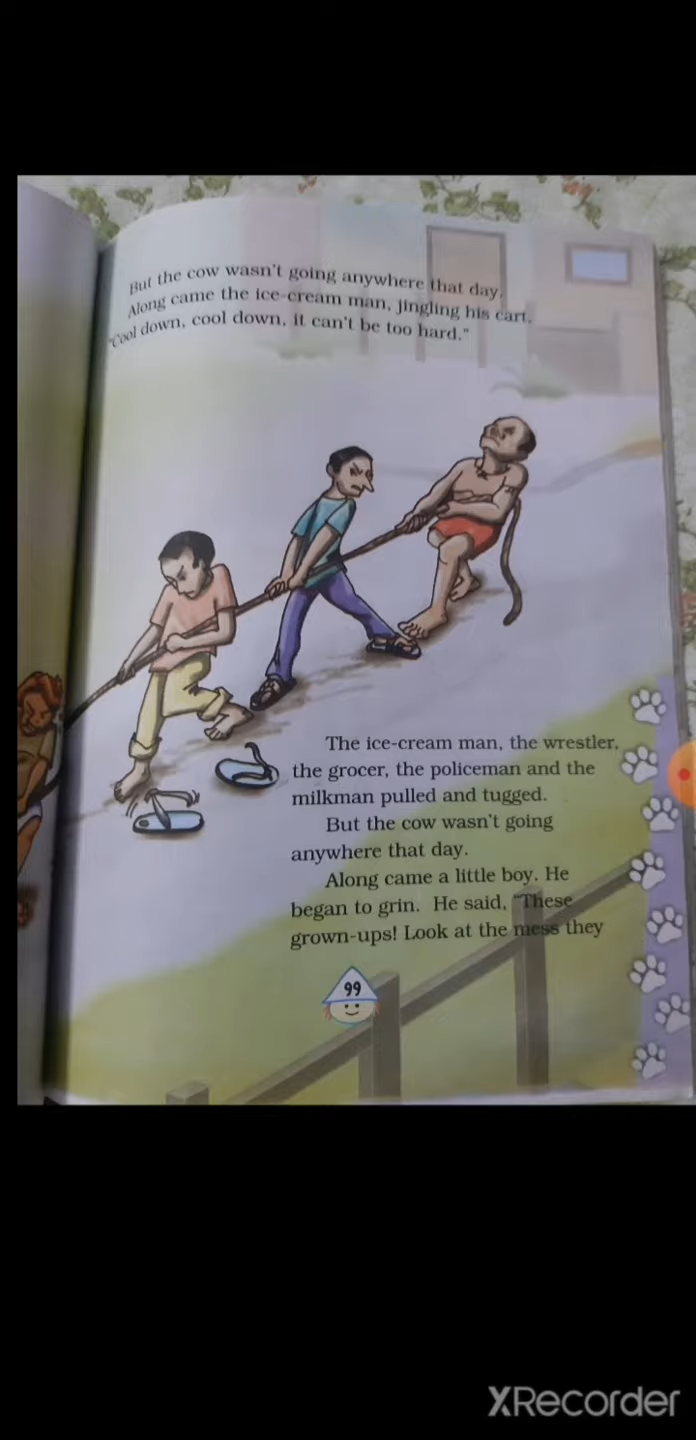 But the cow wasn't going anywhere that day.
Along came the ice-cream man, jingling his cart.
"Cool down, cool down, it can't be too hard."
The ice-cream man, the wrestler,
the grocer, the policeman and the
milkman pulled and tugged.
But the cow wasn't going
anywhere that day.
Along came a little boy. He
began to grin. He said, "These
grown-ups! Look at the mess they
99
XRecorder